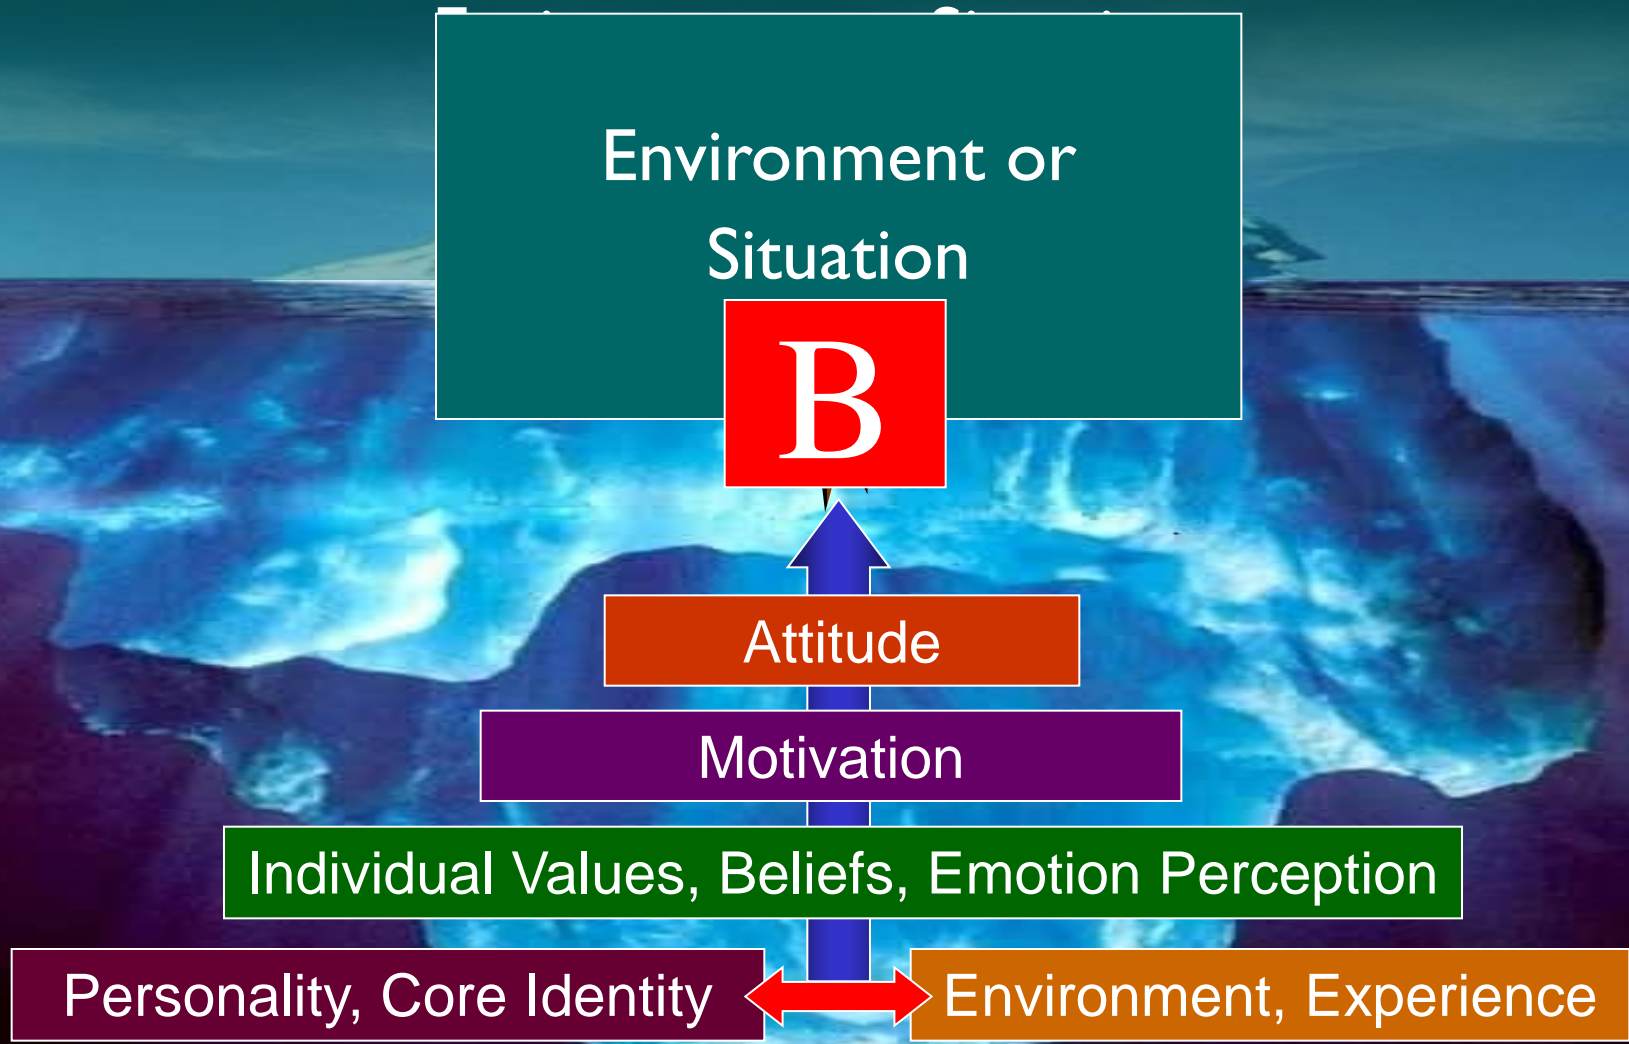 Environment or
Situation
B
Attitude
Motivation
Individual Values, Beliefs, Emotion Perception
Personality, Core Identity
Environment, Experience